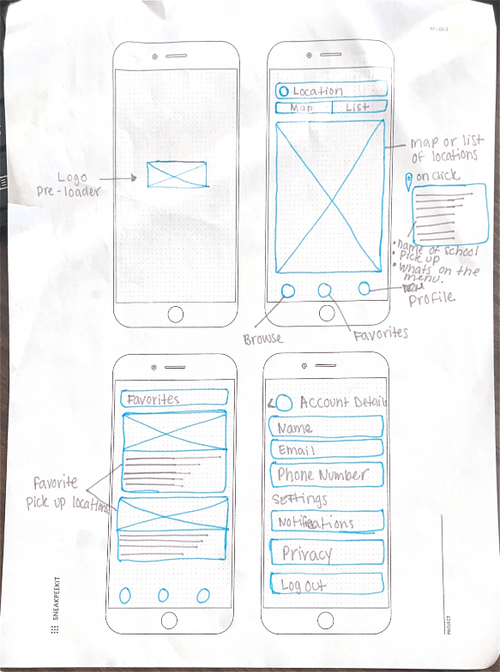 MOBILE
Logo
pre-loader
Location
Map
List
map or list
of locations
on click
• name of school
• Pick up
• whats on the
menu.
Profile
Browse
Favorites
Favorites
Favorite
pick up locations
Account Details
Name
Email
Phone Number
Settings
Notifications
Privacy
Log Out
SNEAKPEEKIT
PROJECT